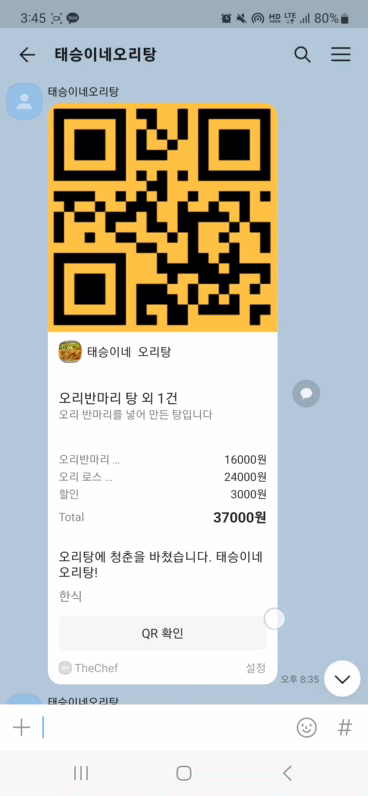 3:45
HD LTE 80%
태승이네오리탕
태승이네오리탕
태승이네 오리탕
오리반마리 탕 외 1건
오리 반마리를 넣어 만든 탕입니다
오리반마리 ... 16000원
오리 로스 ... 24000원
할인 3000원
Total 37000원
오리탕에 청춘을 바쳤습니다. 태승이네
오리탕!
한식
QR 확인
TheChef 설정
오후 8:35
태승이네오리탕
#